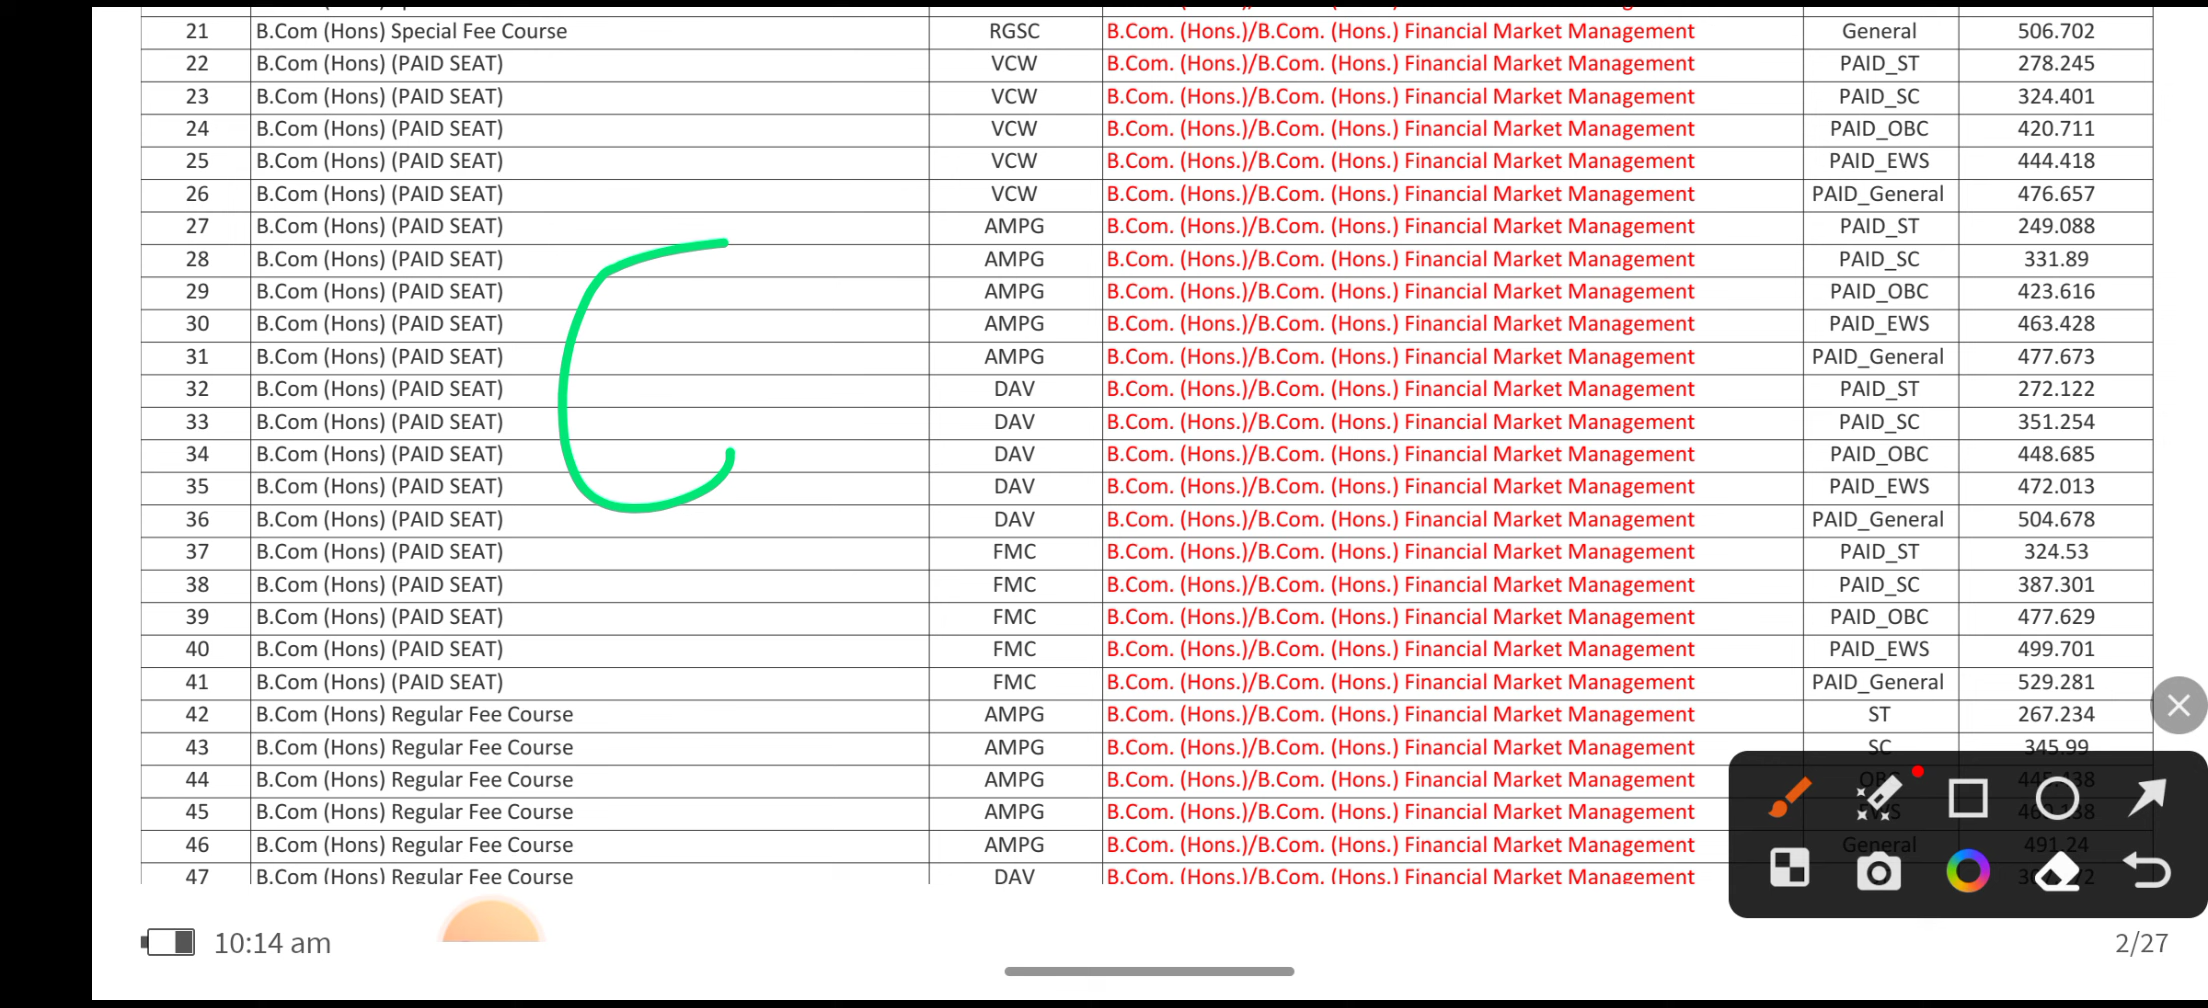 21 B.Com (Hons) Special Fee Course RGSC B.Com. (Hons.)/B.Com. (Hons.) Financial Market Management General 506.702
22 B.Com (Hons) (PAID SEAT) VCW B.Com. (Hons.)/B.Com. (Hons.) Financial Market Management PAID_ST 278.245
23 B.Com (Hons) (PAID SEAT) VCW B.Com. (Hons.)/B.Com. (Hons.) Financial Market Management PAID_SC 324.401
24 B.Com (Hons) (PAID SEAT) VCW B.Com. (Hons.)/B.Com. (Hons.) Financial Market Management PAID_OBC 420.711
25 B.Com (Hons) (PAID SEAT) VCW B.Com. (Hons.)/B.Com. (Hons.) Financial Market Management PAID_EWS 444.418
26 B.Com (Hons) (PAID SEAT) VCW B.Com. (Hons.)/B.Com. (Hons.) Financial Market Management PAID_General 476.657
27 B.Com (Hons) (PAID SEAT) AMPG B.Com. (Hons.)/B.Com. (Hons.) Financial Market Management PAID_ST 249.088
28 B.Com (Hons) (PAID SEAT) AMPG B.Com. (Hons.)/B.Com. (Hons.) Financial Market Management PAID_SC 331.89
29 B.Com (Hons) (PAID SEAT) AMPG B.Com. (Hons.)/B.Com. (Hons.) Financial Market Management PAID_OBC 423.616
30 B.Com (Hons) (PAID SEAT) AMPG B.Com. (Hons.)/B.Com. (Hons.) Financial Market Management PAID_EWS 463.428
31 B.Com (Hons) (PAID SEAT) AMPG B.Com. (Hons.)/B.Com. (Hons.) Financial Market Management PAID_General 477.673
32 B.Com (Hons) (PAID SEAT) DAV B.Com. (Hons.)/B.Com. (Hons.) Financial Market Management PAID_ST 272.122
33 B.Com (Hons) (PAID SEAT) DAV B.Com. (Hons.)/B.Com. (Hons.) Financial Market Management PAID_SC 351.254
34 B.Com (Hons) (PAID SEAT) DAV B.Com. (Hons.)/B.Com. (Hons.) Financial Market Management PAID_OBC 448.685
35 B.Com (Hons) (PAID SEAT) DAV B.Com. (Hons.)/B.Com. (Hons.) Financial Market Management PAID_EWS 472.013
36 B.Com (Hons) (PAID SEAT) DAV B.Com. (Hons.)/B.Com. (Hons.) Financial Market Management PAID_General 504.678
37 B.Com (Hons) (PAID SEAT) FMC B.Com. (Hons.)/B.Com. (Hons.) Financial Market Management PAID_ST 324.53
38 B.Com (Hons) (PAID SEAT) FMC B.Com. (Hons.)/B.Com. (Hons.) Financial Market Management PAID_SC 387.301
39 B.Com (Hons) (PAID SEAT) FMC B.Com. (Hons.)/B.Com. (Hons.) Financial Market Management PAID_OBC 477.629
40 B.Com (Hons) (PAID SEAT) FMC B.Com. (Hons.)/B.Com. (Hons.) Financial Market Management PAID_EWS 499.701
41 B.Com (Hons) (PAID SEAT) FMC B.Com. (Hons.)/B.Com. (Hons.) Financial Market Management PAID_General 529.281
42 B.Com (Hons) Regular Fee Course AMPG B.Com. (Hons.)/B.Com. (Hons.) Financial Market Management ST 267.234
43 B.Com (Hons) Regular Fee Course AMPG B.Com. (Hons.)/B.Com. (Hons.) Financial Market Management SC 345.99
44 B.Com (Hons) Regular Fee Course AMPG B.Com. (Hons.)/B.Com. (Hons.) Financial Market Management
45 B.Com (Hons) Regular Fee Course AMPG B.Com. (Hons.)/B.Com. (Hons.) Financial Market Management
46 B.Com (Hons) Regular Fee Course AMPG B.Com. (Hons.)/B.Com. (Hons.) Financial Market Management General 491.24
47 B.Com (Hons) Regular Fee Course DAV B.Com. (Hons.)/B.Com. (Hons.) Financial Market Management
10:14 am 2/27